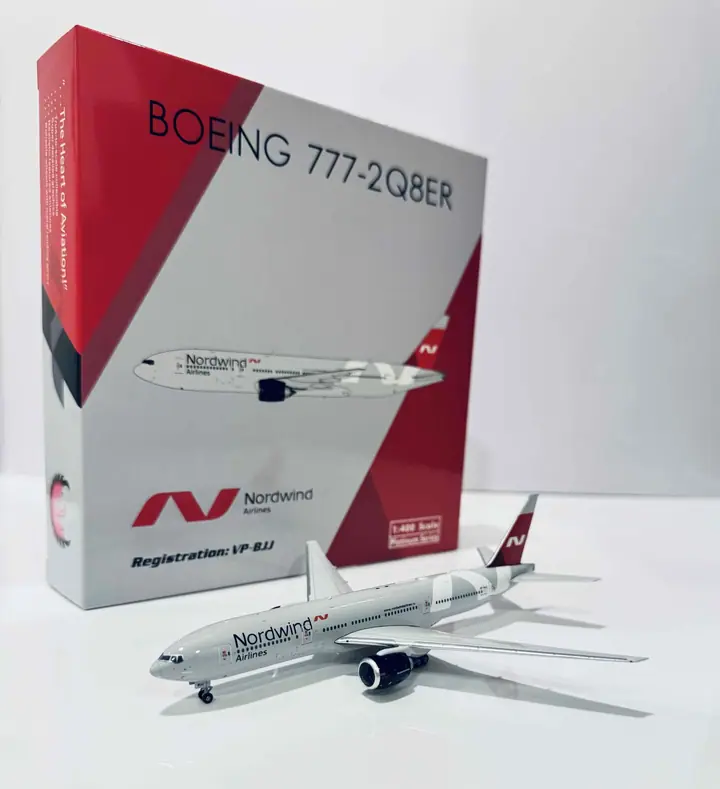 BOEING 777-2Q8ER
"...The Heart of Aviation!"
Nordwind
Airlines
Nordwind
Airlines
Registration: VP-BJJ
1:400 Scale
Platinum Series
Nordwind
Airlines